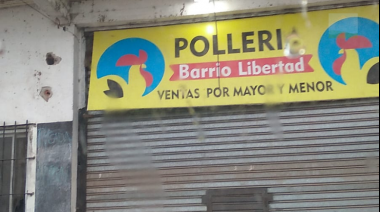 POLLERIA
Barrio Libertad
VENTAS POR MAYOR Y MENOR